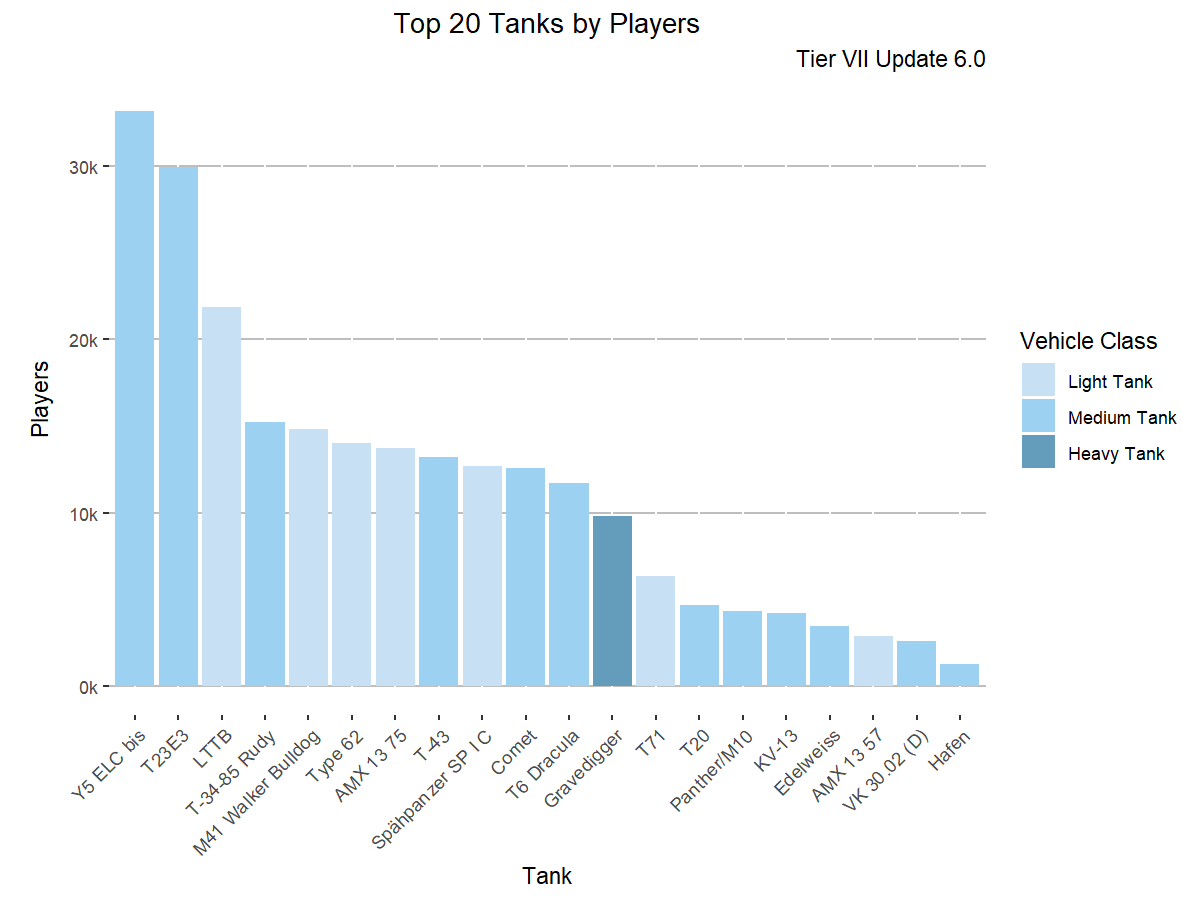 Top 20 Tanks by Players
Tier VII Update 6.0
Players
30k
20k
10k
0k
Y5 ELC bis
T23E3
LTTB
T-34-85 Rudy
M41 Walker Bulldog
Type 62
AMX 13 75
T-43
Spähpanzer SP I C
Comet
T6 Dracula
Gravedigger
T71
T20
Panther/M10
KV-13
Edelweiss
AMX 13 57
VK 30.02 (D)
Hafen
Tank
Vehicle Class
Light Tank
Medium Tank
Heavy Tank